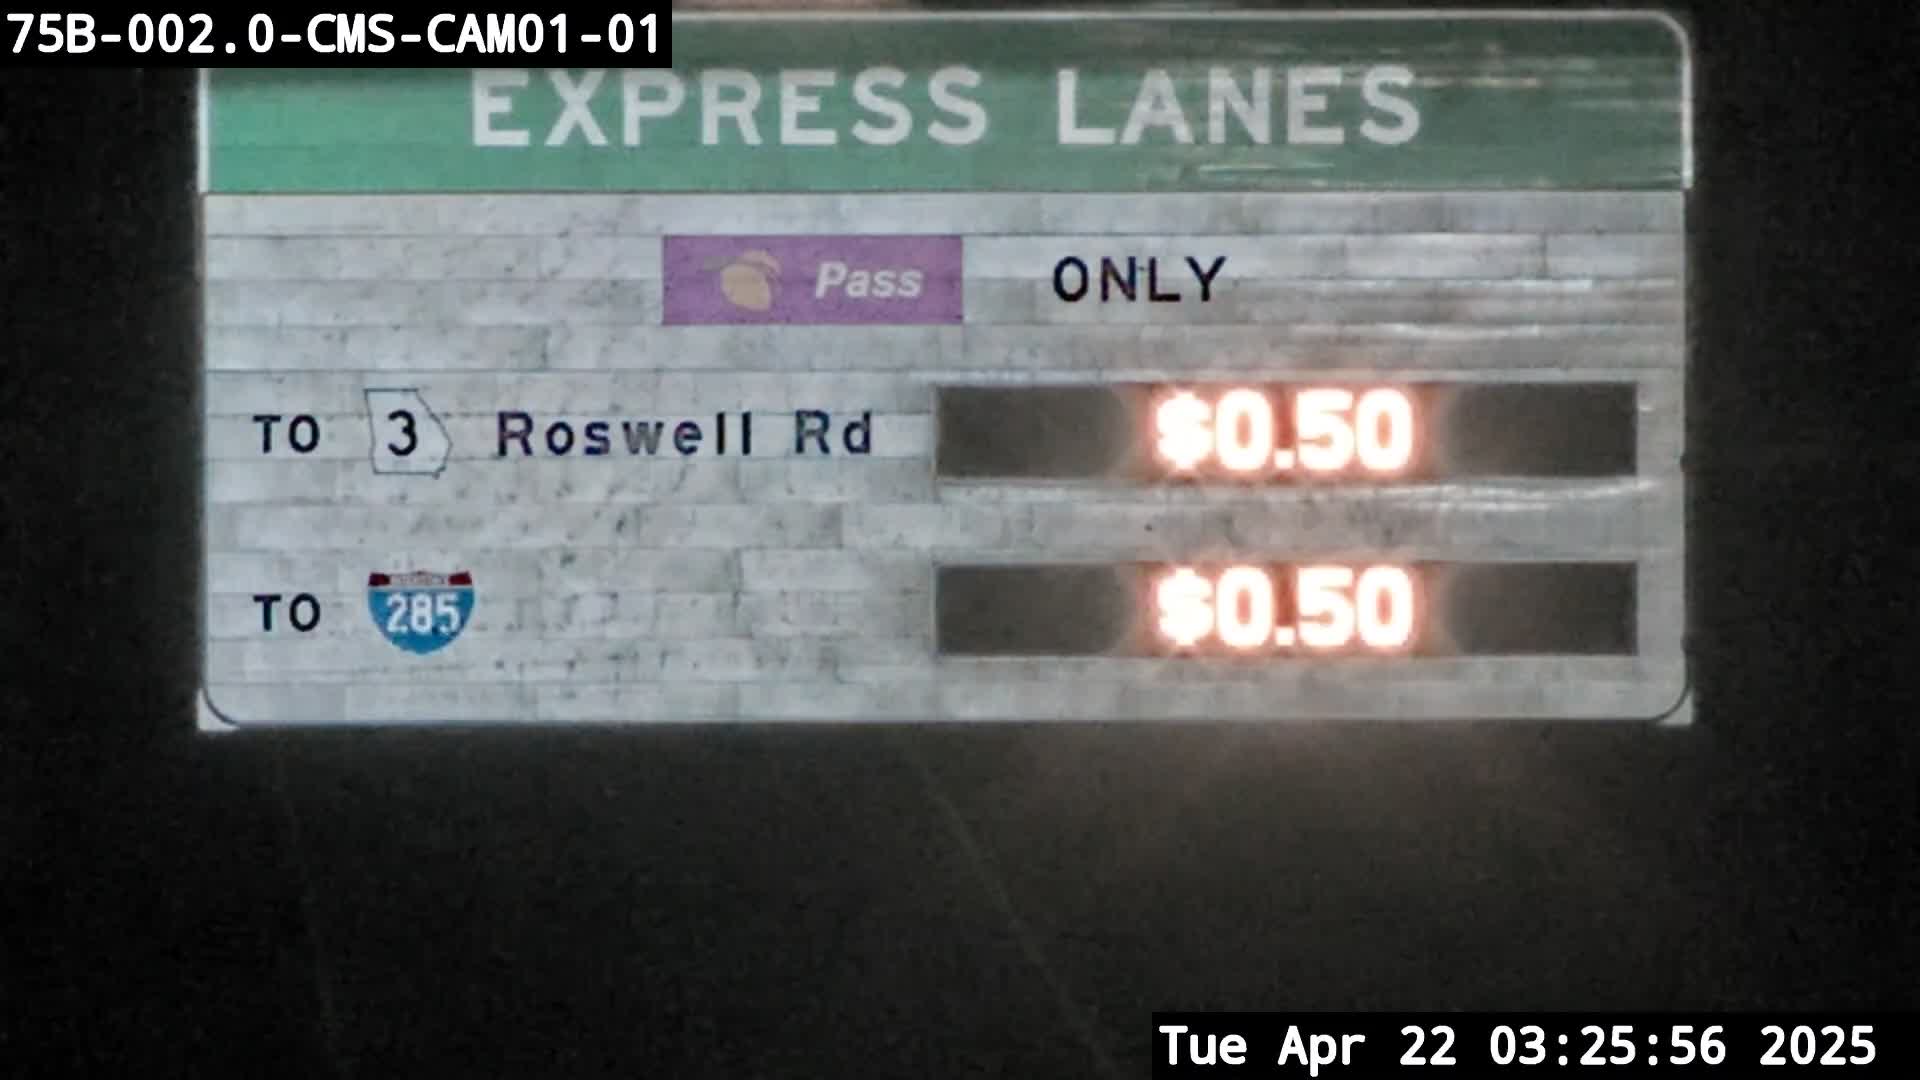 75B-002.0-CMS-CAM01-01
EXPRESS LANES
Pass ONLY
TO 3 Roswell Rd $0.50
TO 285 $0.50
Tue Apr 22 03:25:56 2025